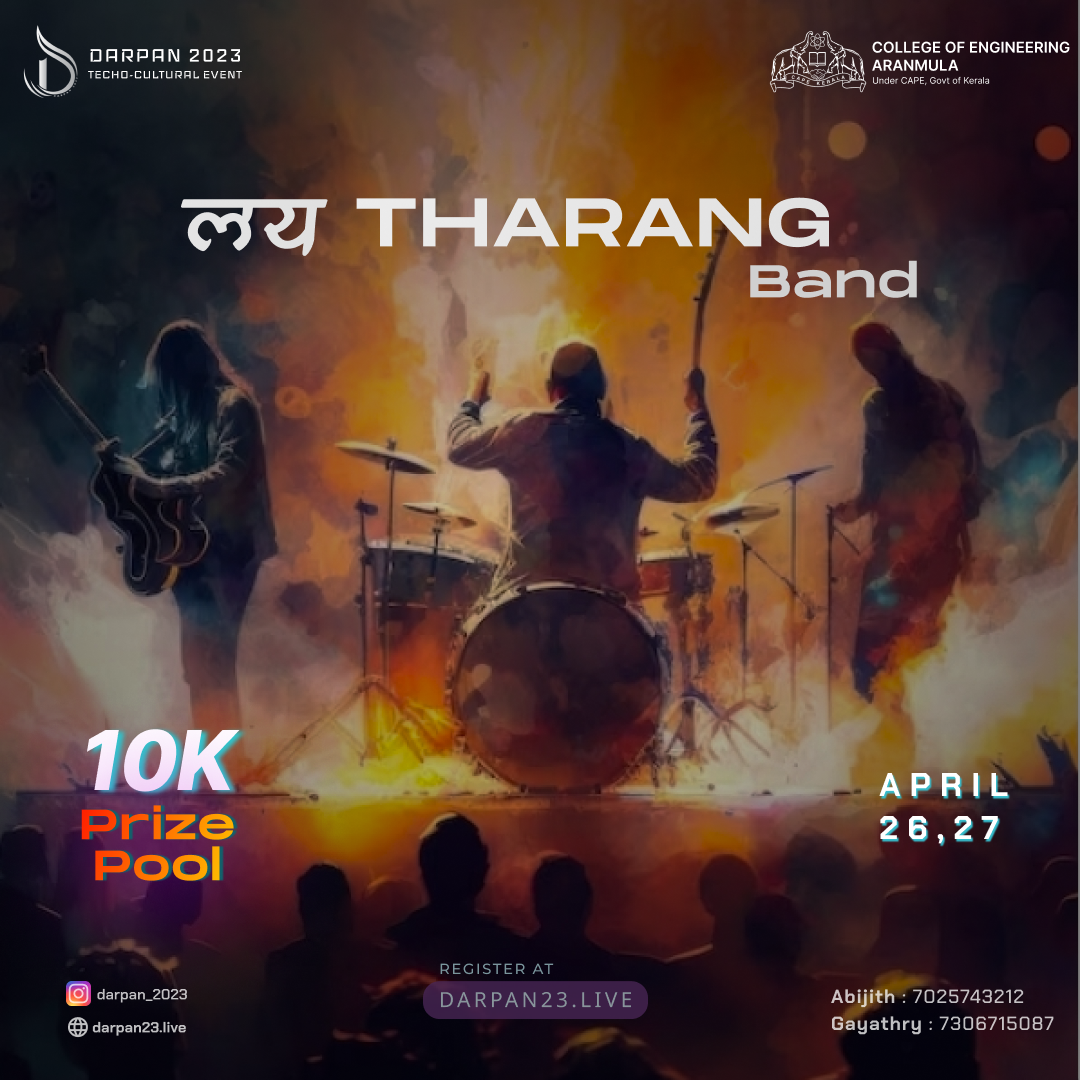 DARPAN 2023
TECHO-CULTURAL EVENT
COLLEGE OF ENGINEERING
ARANMULA
Under CAPE, Govt of Kerala
लय THARANG
Band
10K
Prize
Pool
APRIL
26,27
REGISTER AT
DARPAN23.LIVE
darpan_2023
darpan23.live
Abijith : 7025743212
Gayathry : 7306715087